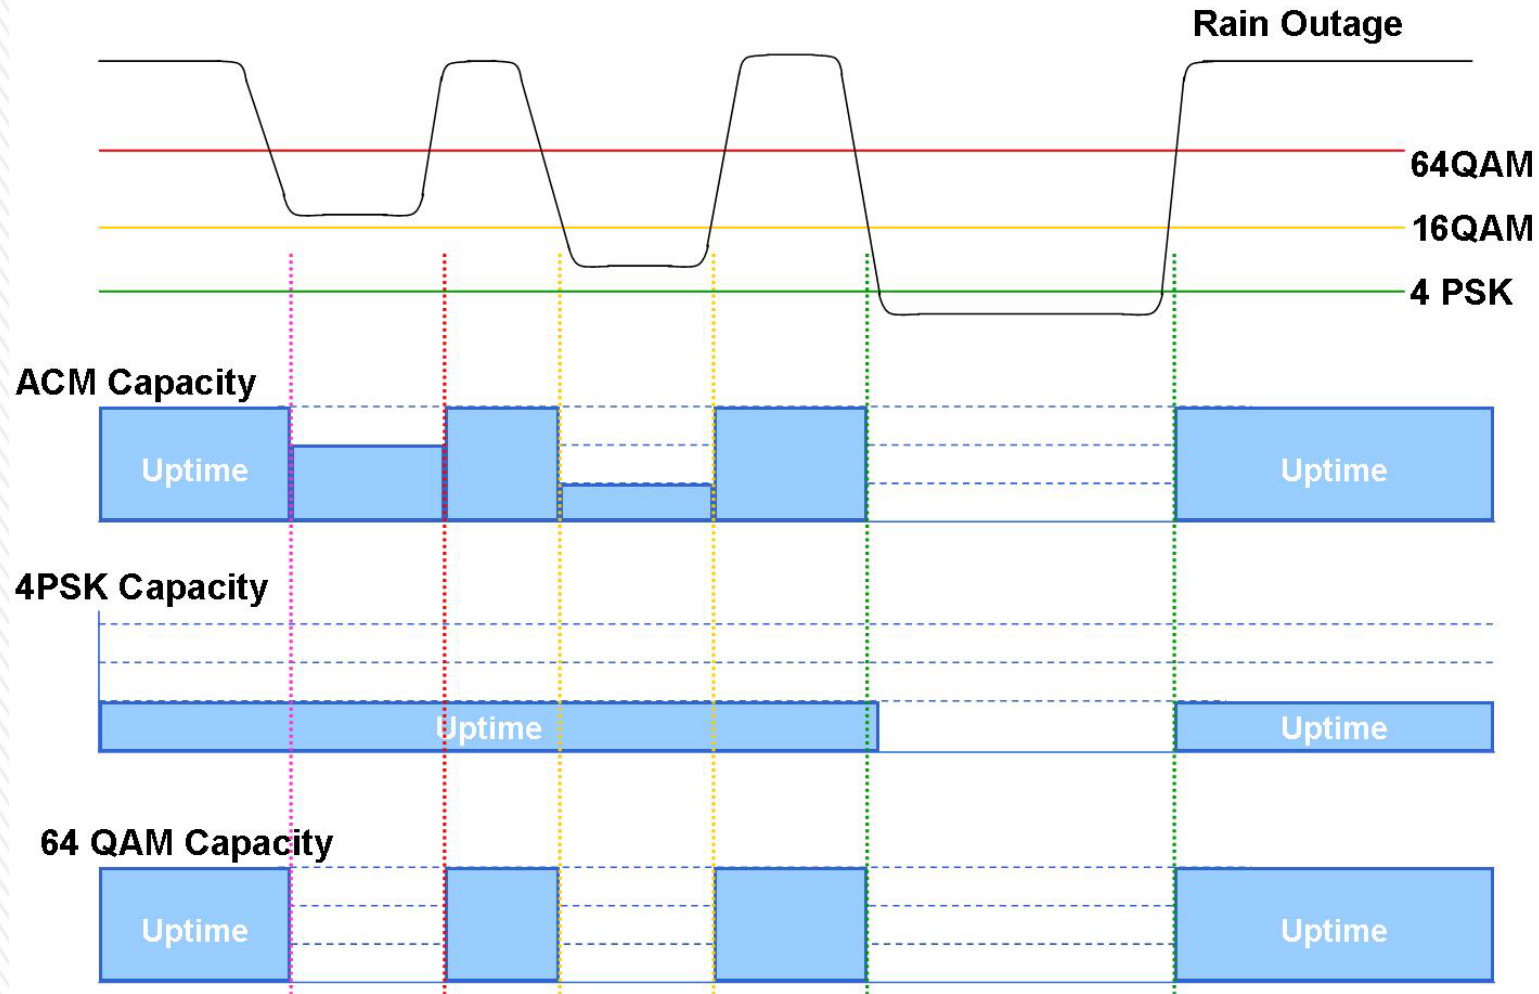 Rain Outage
64QAM
16QAM
4 PSK
ACM Capacity
Uptime
Uptime
4PSK Capacity
Uptime
Uptime
64 QAM Capacity
Uptime
Uptime